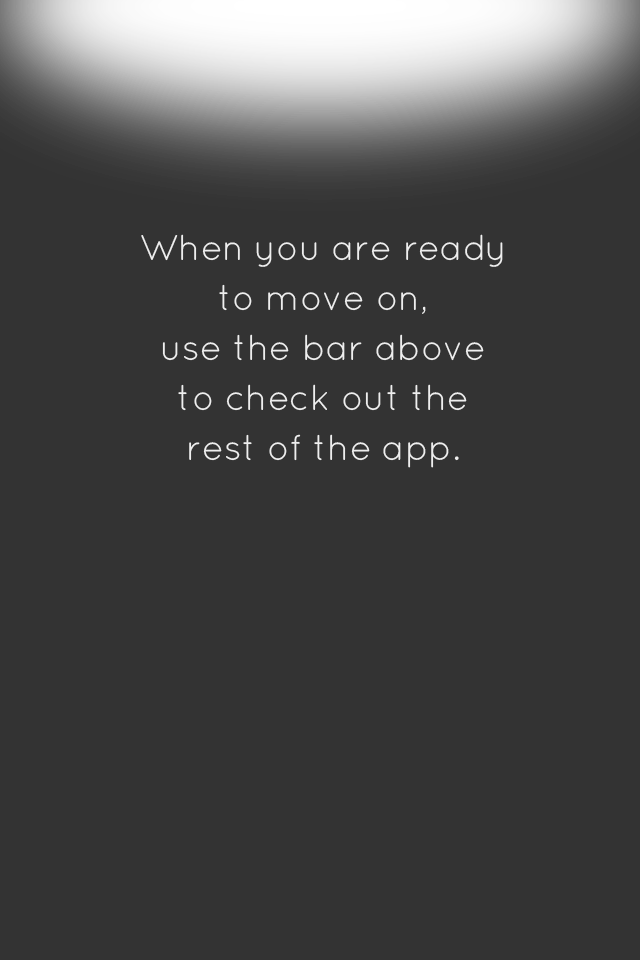 When you are ready
to move on,
use the bar above
to check out the
rest of the app.